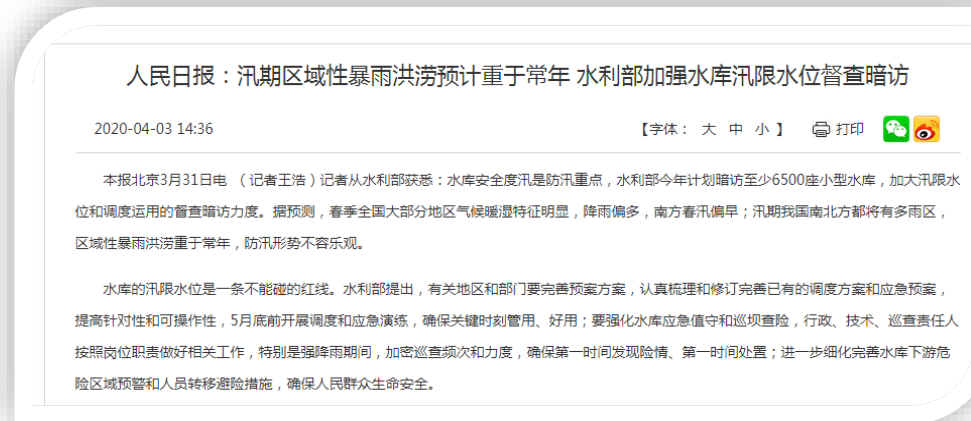 人民日报：汛期区域性暴雨洪涝预计重于常年 水利部加强水库汛限水位督查暗访
2020-04-03 14:36 【字体： 大 中 小 】 打印
本报北京3月31日电 （记者王浩）记者从水利部获悉：水库安全度汛是防汛重点，水利部今年计划暗访至少6500座小型水库，加大汛限水
位和调度运用的督查暗访力度。据预测，春季全国大部分地区气候暖湿特征明显，降雨偏多，南方春汛偏早；汛期我国南北方都将有多雨区，
区域性暴雨洪涝重于常年，防汛形势不容乐观。
水库的汛限水位是一条不能碰的红线。水利部提出，有关地区和部门要完善预案方案，认真梳理和修订完善已有的调度方案和应急预案，
提高针对性和可操作性，5月底前开展调度和应急演练，确保关键时刻管用、好用；要强化水库应急值守和巡坝查险，行政、技术、巡查责任人
按照岗位职责做好相关工作，特别是强降雨期间，加密巡查频次和力度，确保第一时间发现险情、第一时间处置；进一步细化完善水库下游危
险区域预警和人员转移避险措施，确保人民群众生命安全。